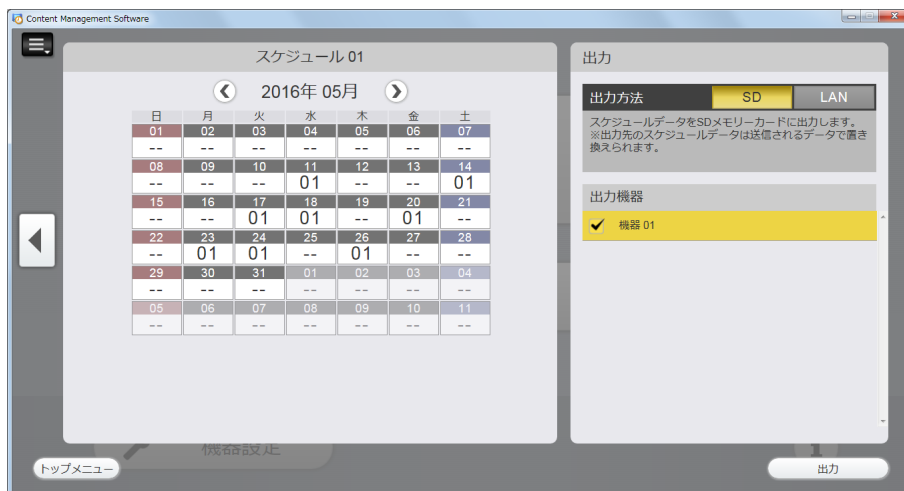 Content Management Software
スケジュール 01
2016年 05月
日 月 火 水 木 金 土
01 02 03 04 05 06 07
-- -- -- -- -- -- --
08 09 10 11 12 13 14
-- -- -- 01 -- -- 01
15 16 17 18 19 20 21
-- -- 01 01 -- 01 --
22 23 24 25 26 27 28
-- 01 01 -- 01 -- --
29 30 31 01 02 03 04
-- -- -- -- -- -- --
05 06 07 08 09 10 11
-- -- -- -- -- -- --
出力
出力方法 SD LAN
スケジュールデータをSDメモリーカードに出力します。
※出力先のスケジュールデータは送信されるデータで置き
換えられます。
出力機器
機器 01
機器設定
トップメニュー
出力